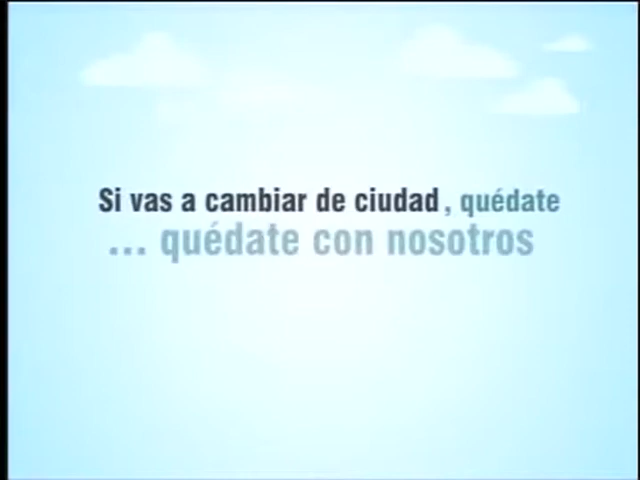 Si vas a cambiar de ciudad, quédate
... quédate con nosotros